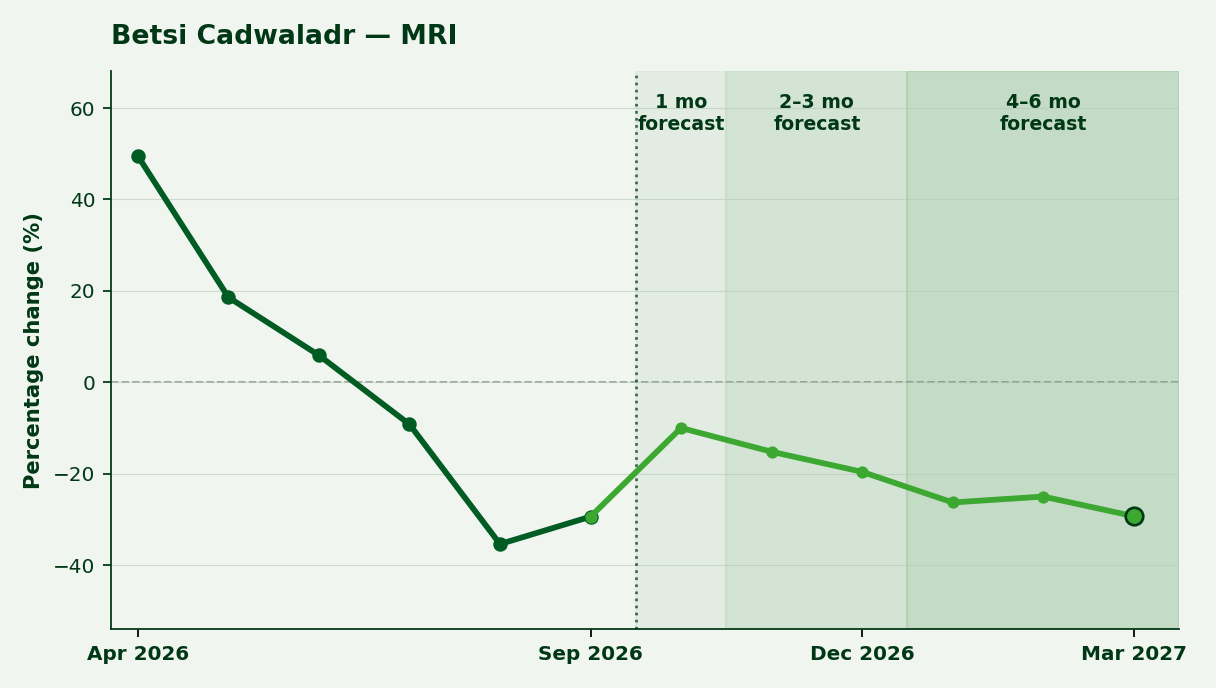 Betsi Cadwaladr — MRI
Percentage change (%)
60
40
20
0
−20
−40
1 mo
forecast
2–3 mo
forecast
4–6 mo
forecast
Apr 2026
Sep 2026
Dec 2026
Mar 2027